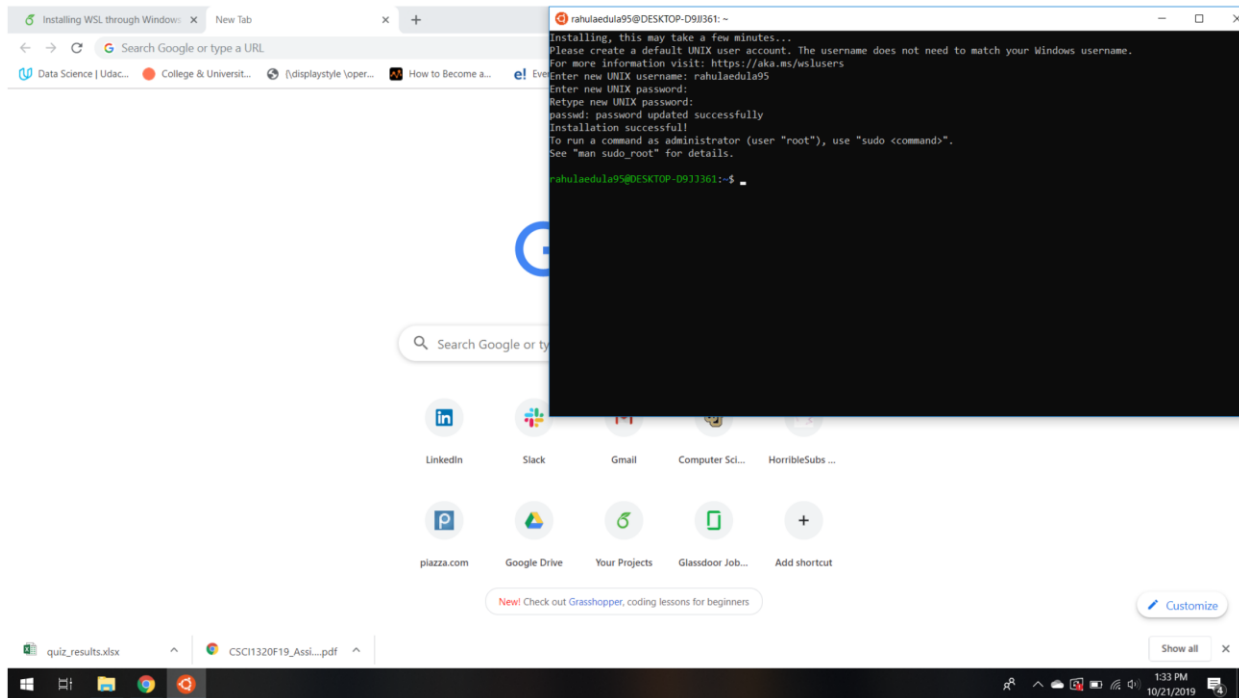 Installing WSL through Window
New Tab
Search Google or type a URL
Data Science | Udac...
College & Universit...
(\displaystyle \oper...
How to Become a...
Eve
rahulaedula95@DESKTOP-D9JJ361: ~
Installing, this may take a few minutes...
Please create a default UNIX user account. The username does not need to match your Windows username.
For more information visit: https://aka.ms/wslusers
Enter new UNIX username: rahulaedula95
Enter new UNIX password:
Retype new UNIX password:
passwd: password updated successfully
Installation successful!
To run a command as administrator (user "root"), use "sudo <command>".
See "man sudo_root" for details.
rahulaedula95@DESKTOP-D9JJ361:~$
Search Google or ty
LinkedIn
Slack
Gmail
Computer Sci...
HorribleSubs ...
piazza.com
Google Drive
Your Projects
Glassdoor Job...
Add shortcut
New! Check out Grasshopper, coding lessons for beginners
Customize
quiz_results.xlsx
CSCI1320F19_Assi....pdf
Show all
1:33 PM
10/21/2019
4